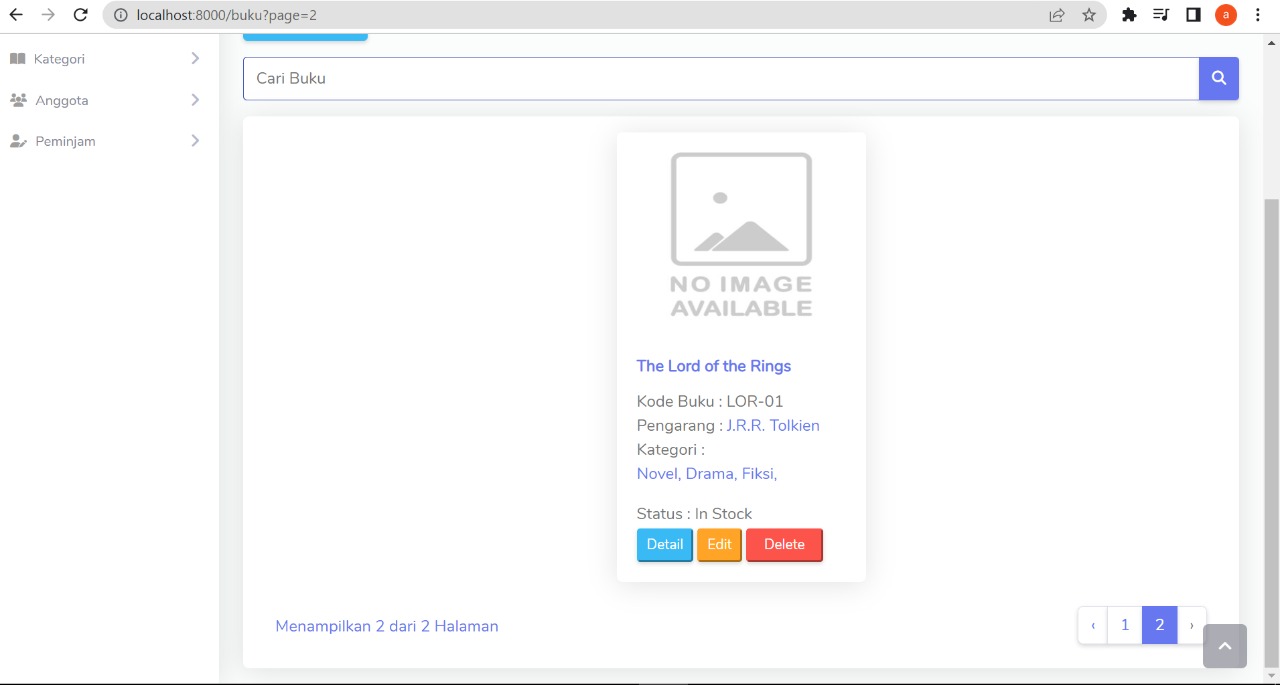 localhost:8000/buku?page=2
a
Kategori
Anggota
Peminjam
Cari Buku
NO IMAGE
AVAILABLE
The Lord of the Rings
Kode Buku : LOR-01
Pengarang : J.R.R. Tolkien
Kategori :
Novel, Drama, Fiksi,
Status : In Stock
Detail Edit Delete
Menampilkan 2 dari 2 Halaman
‹ 1 2 ›